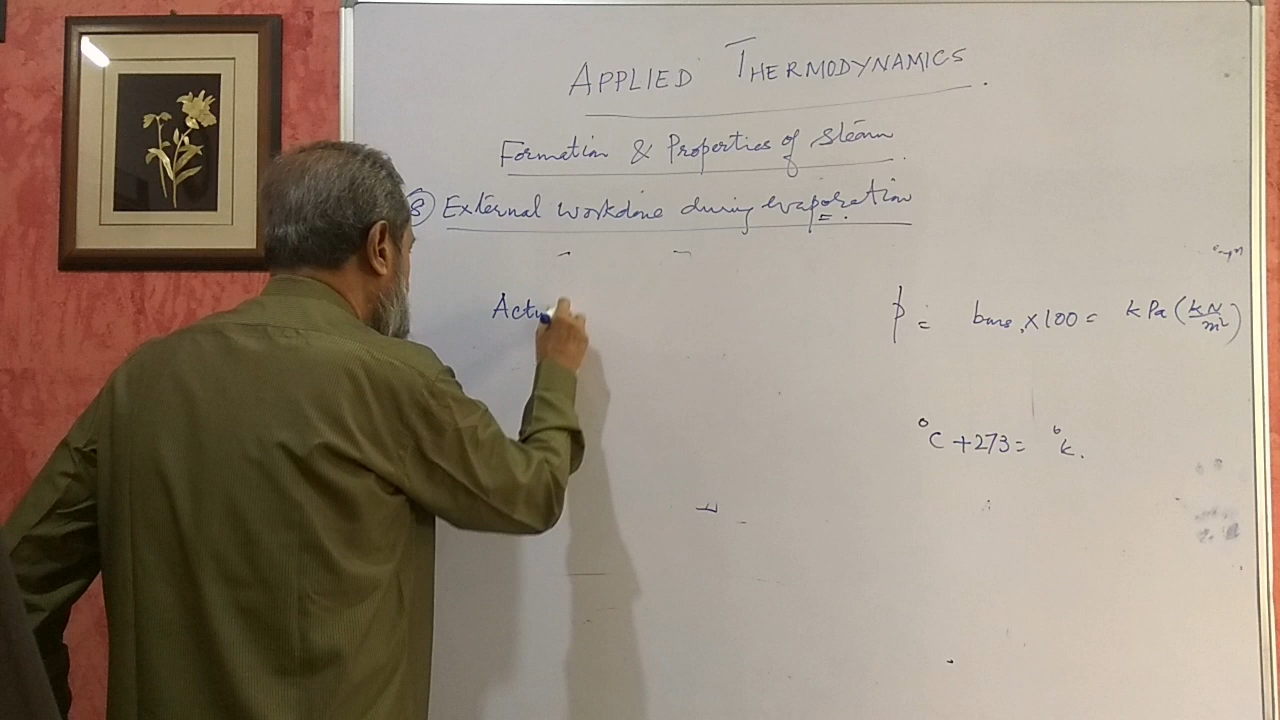 APPLIED THERMODYNAMICS.
Formation & Properties of steam.
8) External workdone during evaporation.
Actu
p = bars × 100 = kPa (kN/m²)
°C + 273 = °k.